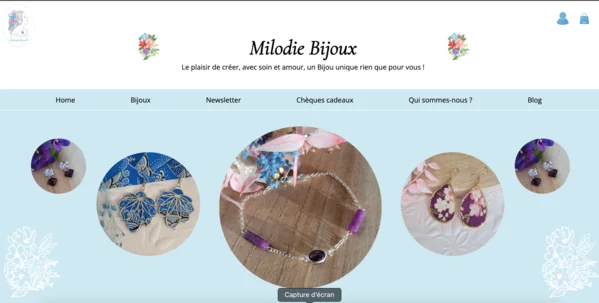 Milodie Bijoux
Le plaisir de créer, avec soin et amour, un Bijou unique rien que pour vous !
Home Bijoux Newsletter Chèques cadeaux Qui sommes-nous ? Blog
Capture d'écran